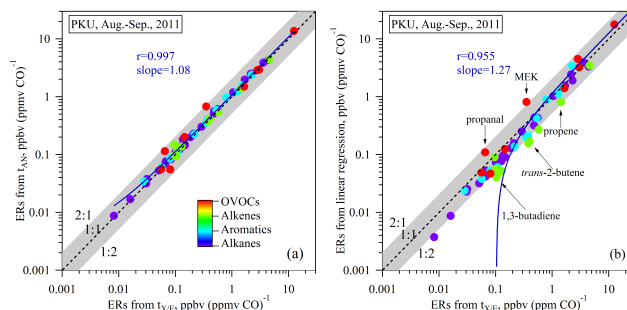 PKU, Aug.-Sep., 2011
r=0.997
slope=1.08
ERs from t_AN, ppbv (ppmv CO)^-1
10
1
0.1
0.01
0.001
2:1
1:1
1:2
OVOCs
Alkenes
Aromatics
Alkanes
(a)
0.001
0.01
0.1
1
10
ERs from t_X/E, ppbv (ppmv CO)^-1
PKU, Aug.-Sep., 2011
r=0.955
slope=1.27
MEK
propanal
propene
trans-2-butene
1,3-butadiene
ERs from linear regression, ppbv (ppmv CO)^-1
10
1
0.1
0.01
0.001
2:1
1:1
1:2
(b)
0.001
0.01
0.1
1
10
ERs from t_X/E, ppbv (ppm CO)^-1